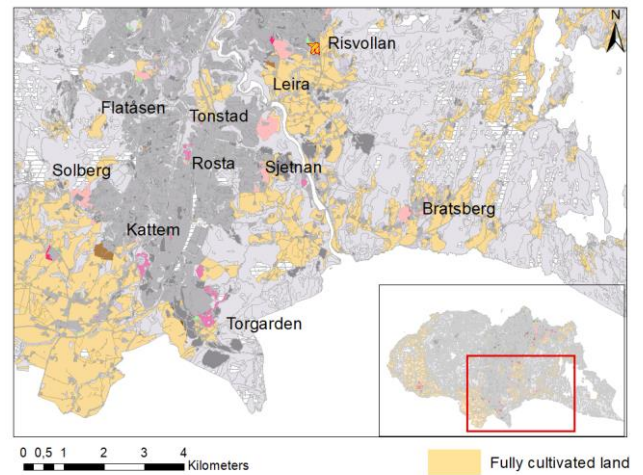 N
Risvollan
Leira
Flatåsen
Tonstad
Solberg
Rosta
Sjetnan
Bratsberg
Kattem
Torgarden
0 0,5 1 2 3 4
Kilometers
Fully cultivated land